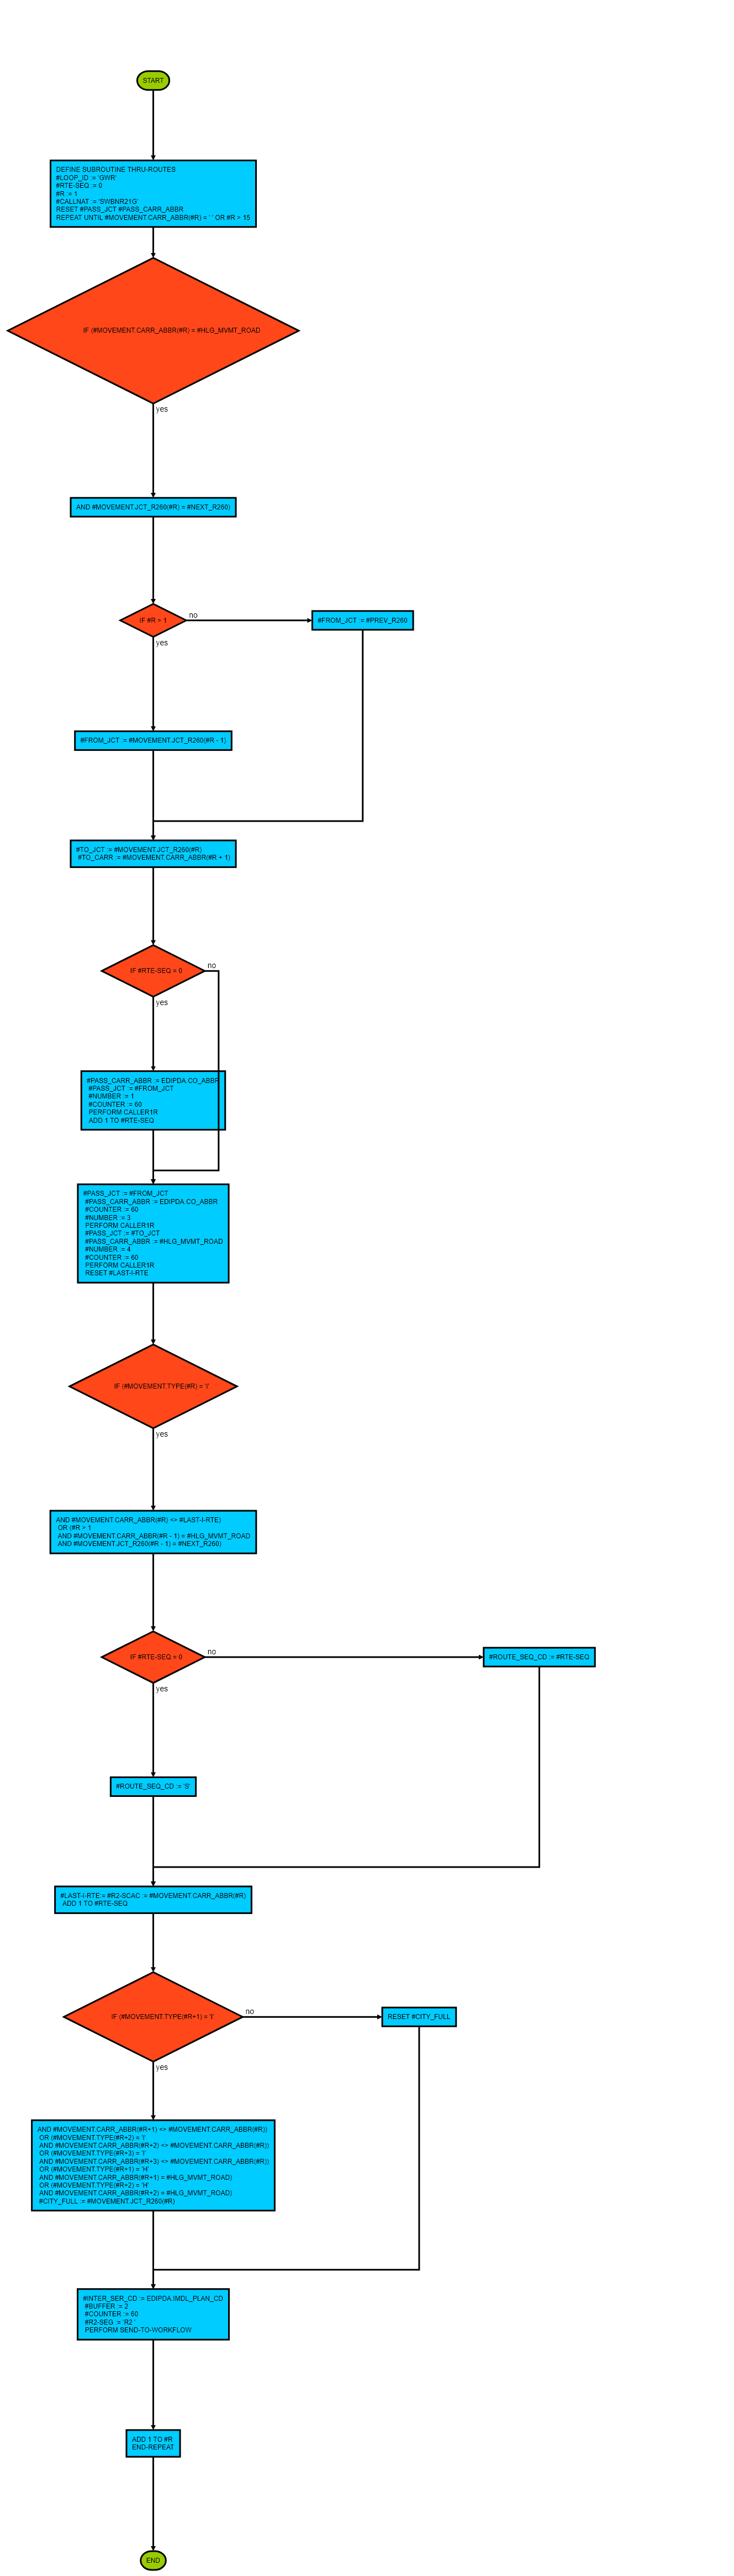 START
DEFINE SUBROUTINE THRU-ROUTES
#LOOP_ID := 'GWR'
#RTE-SEQ := 0
#R := 1
#CALLNAT := 'SWBNR21G'
RESET #PASS_JCT #PASS_CARR_ABBR
REPEAT UNTIL #MOVEMENT.CARR_ABBR(#R) = ' ' OR #R > 15
IF (#MOVEMENT.CARR_ABBR(#R) = #HLG_MVMT_ROAD
yes
AND #MOVEMENT.JCT_R260(#R) = #NEXT_R260)
IF #R > 1
no
#FROM_JCT := #PREV_R260
yes
#FROM_JCT := #MOVEMENT.JCT_R260(#R - 1)
#TO_JCT := #MOVEMENT.JCT_R260(#R)
#TO_CARR := #MOVEMENT.CARR_ABBR(#R + 1)
IF #RTE-SEQ = 0
no
yes
#PASS_CARR_ABBR := EDIPDA.CO_ABBR
#PASS_JCT := #FROM_JCT
#NUMBER := 1
#COUNTER := 60
PERFORM CALLER1R
ADD 1 TO #RTE-SEQ
#PASS_JCT := #FROM_JCT
#PASS_CARR_ABBR := EDIPDA.CO_ABBR
#COUNTER := 60
#NUMBER := 3
PERFORM CALLER1R
#PASS_JCT := #TO_JCT
#PASS_CARR_ABBR := #HLG_MVMT_ROAD
#NUMBER := 4
#COUNTER := 60
PERFORM CALLER1R
RESET #LAST-I-RTE
IF (#MOVEMENT.TYPE(#R) = 'I'
yes
AND #MOVEMENT.CARR_ABBR(#R) <> #LAST-I-RTE)
OR (#R > 1
AND #MOVEMENT.CARR_ABBR(#R - 1) = #HLG_MVMT_ROAD
AND #MOVEMENT.JCT_R260(#R - 1) = #NEXT_R260)
IF #RTE-SEQ = 0
no
#ROUTE_SEQ_CD := #RTE-SEQ
yes
#ROUTE_SEQ_CD := 'S'
#LAST-I-RTE:= #R2-SCAC := #MOVEMENT.CARR_ABBR(#R)
ADD 1 TO #RTE-SEQ
IF (#MOVEMENT.TYPE(#R+1) = 'I'
no
RESET #CITY_FULL
yes
AND #MOVEMENT.CARR_ABBR(#R+1) <> #MOVEMENT.CARR_ABBR(#R))
OR (#MOVEMENT.TYPE(#R+2) = 'I'
AND #MOVEMENT.CARR_ABBR(#R+2) <> #MOVEMENT.CARR_ABBR(#R))
OR (#MOVEMENT.TYPE(#R+3) = 'I'
AND #MOVEMENT.CARR_ABBR(#R+3) <> #MOVEMENT.CARR_ABBR(#R))
OR (#MOVEMENT.TYPE(#R+1) = 'H'
AND #MOVEMENT.CARR_ABBR(#R+1) = #HLG_MVMT_ROAD)
OR (#MOVEMENT.TYPE(#R+2) = 'H'
AND #MOVEMENT.CARR_ABBR(#R+2) = #HLG_MVMT_ROAD)
#CITY_FULL := #MOVEMENT.JCT_R260(#R)
#INTER_SER_CD := EDIPDA.IMDL_PLAN_CD
#BUFFER := 2
#COUNTER := 60
#R2-SEG := 'R2 '
PERFORM SEND-TO-WORKFLOW
ADD 1 TO #R
END-REPEAT
END